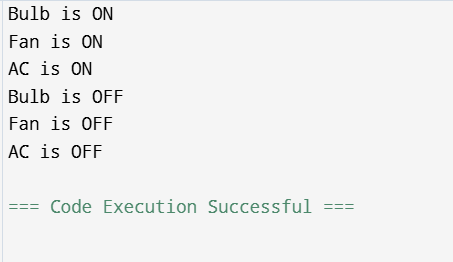 Bulb is ON
Fan is ON
AC is ON
Bulb is OFF
Fan is OFF
AC is OFF
=== Code Execution Successful ===